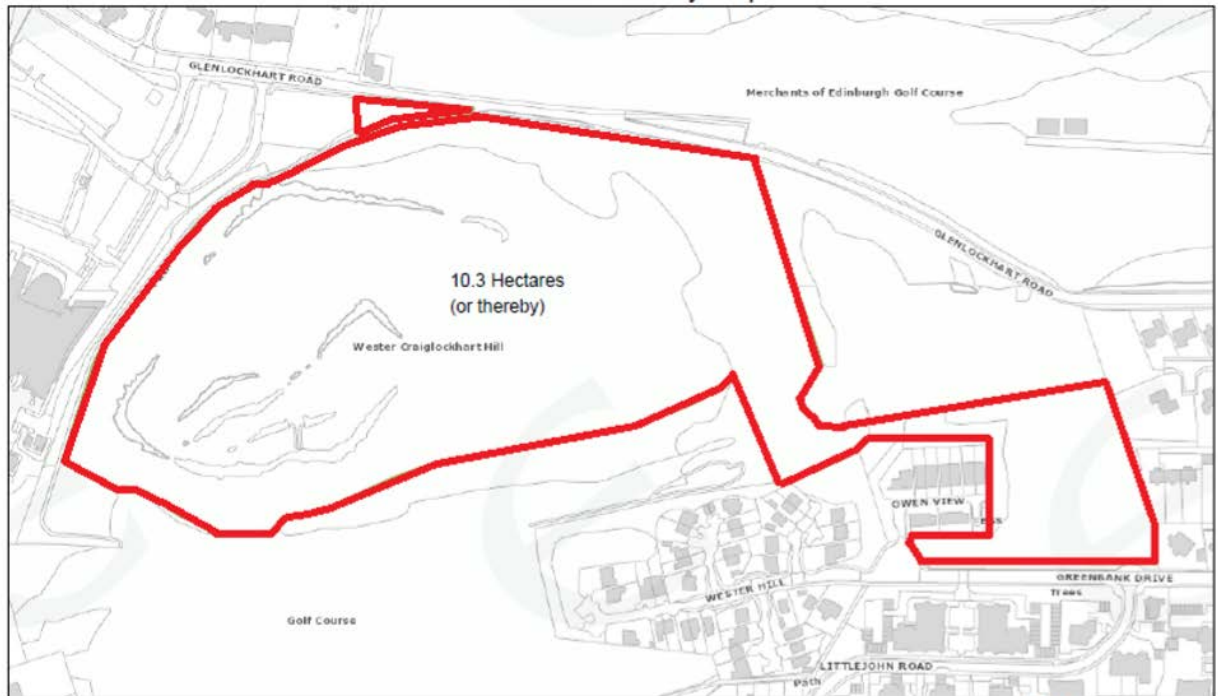 GLENLOCKHART ROAD
Merchants of Edinburgh Golf Course
GLENLOCKHART ROAD
10.3 Hectares
(or thereby)
Wester Craiglockhart Hill
OWEN VIEW
ESS
GREENBANK DRIVE
Trees
WESTER HILL
Golf Course
LITTLEJOHN ROAD
Path